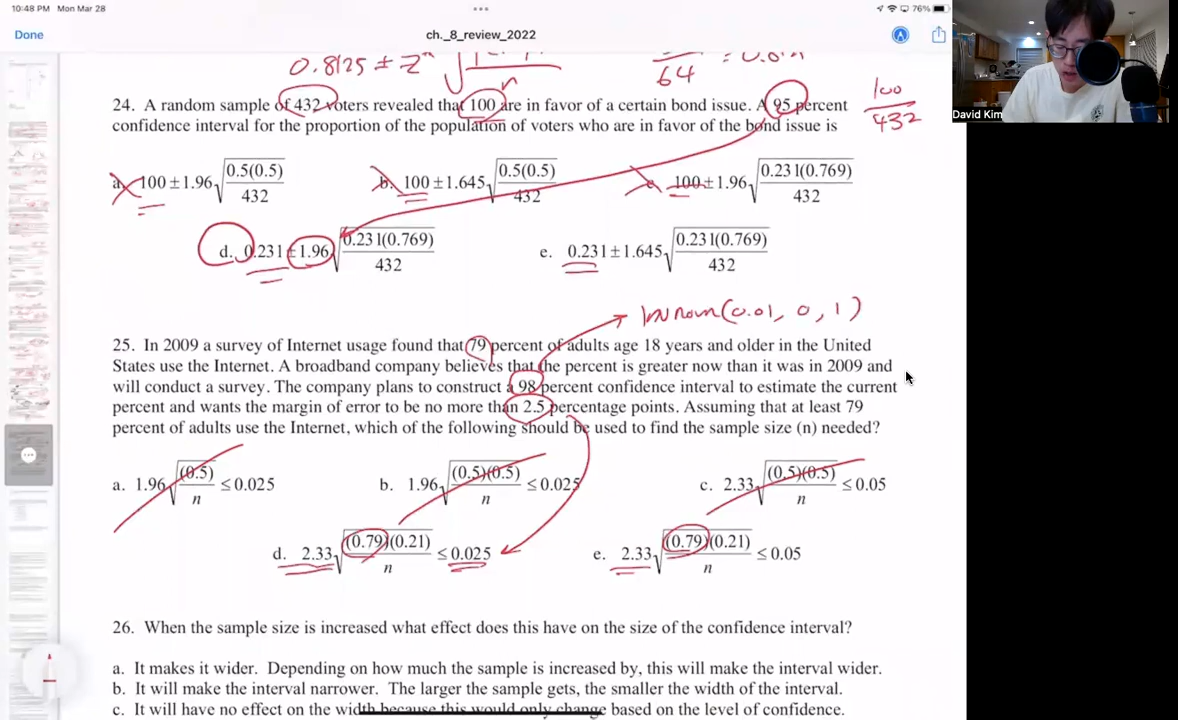 10:48 PM Mon Mar 28
76%
Done
ch._8_review_2022
0.8125 ± Z*
n
64
100
432
David Kim
24. A random sample of 432 voters revealed that 100 are in favor of a certain bond issue. A 95 percent
confidence interval for the proportion of the population of voters who are in favor of the bond issue is
a. 100 ± 1.96 √ 0.5(0.5) / 432
b. 100 ± 1.645 √ 0.5(0.5) / 432
100 ± 1.96 √ 0.231(0.769) / 432
d. 0.231 ± 1.96 √ 0.231(0.769) / 432
e. 0.231 ± 1.645 √ 0.231(0.769) / 432
Invnorm(0.01, 0, 1)
25. In 2009 a survey of Internet usage found that 79 percent of adults age 18 years and older in the United
States use the Internet. A broadband company believes that the percent is greater now than it was in 2009 and
will conduct a survey. The company plans to construct a 98 percent confidence interval to estimate the current
percent and wants the margin of error to be no more than 2.5 percentage points. Assuming that at least 79
percent of adults use the Internet, which of the following should be used to find the sample size (n) needed?
a. 1.96 √ (0.5) / n ≤ 0.025
b. 1.96 √ (0.5)(0.5) / n ≤ 0.025
c. 2.33 √ (0.5)(0.5) / n ≤ 0.05
d. 2.33 √ (0.79)(0.21) / n ≤ 0.025
e. 2.33 √ (0.79)(0.21) / n ≤ 0.05
26. When the sample size is increased what effect does this have on the size of the confidence interval?
a. It makes it wider. Depending on how much the sample is increased by, this will make the interval wider.
b. It will make the interval narrower. The larger the sample gets, the smaller the width of the interval.
c. It will have no effect on the width because this would only change based on the level of confidence.